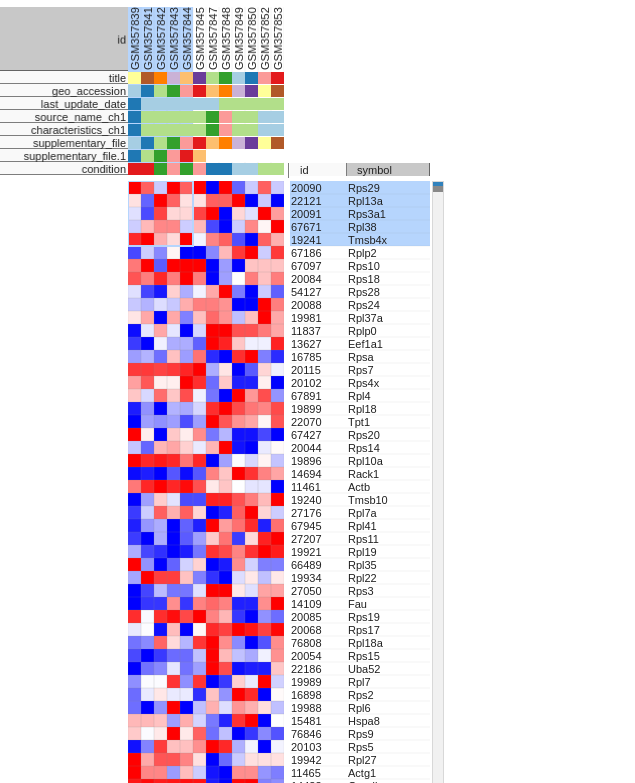 GSM357839 GSM357841 GSM357842 GSM357843 GSM357844 GSM357845 GSM357847 GSM357848 GSM357849 GSM357850 GSM357852 GSM357853
id
title
geo_accession
last_update_date
source_name_ch1
characteristics_ch1
supplementary_file
supplementary_file.1
condition
id symbol
20090 Rps29
22121 Rpl13a
20091 Rps3a1
67671 Rpl38
19241 Tmsb4x
67186 Rplp2
67097 Rps10
20084 Rps18
54127 Rps28
20088 Rps24
19981 Rpl37a
11837 Rplp0
13627 Eef1a1
16785 Rpsa
20115 Rps7
20102 Rps4x
67891 Rpl4
19899 Rpl18
22070 Tpt1
67427 Rps20
20044 Rps14
19896 Rpl10a
14694 Rack1
11461 Actb
19240 Tmsb10
27176 Rpl7a
67945 Rpl41
27207 Rps11
19921 Rpl19
66489 Rpl35
19934 Rpl22
27050 Rps3
14109 Fau
20085 Rps19
20068 Rps17
76808 Rpl18a
20054 Rps15
22186 Uba52
19989 Rpl7
16898 Rps2
19988 Rpl6
15481 Hspa8
76846 Rps9
20103 Rps5
19942 Rpl27
11465 Actg1